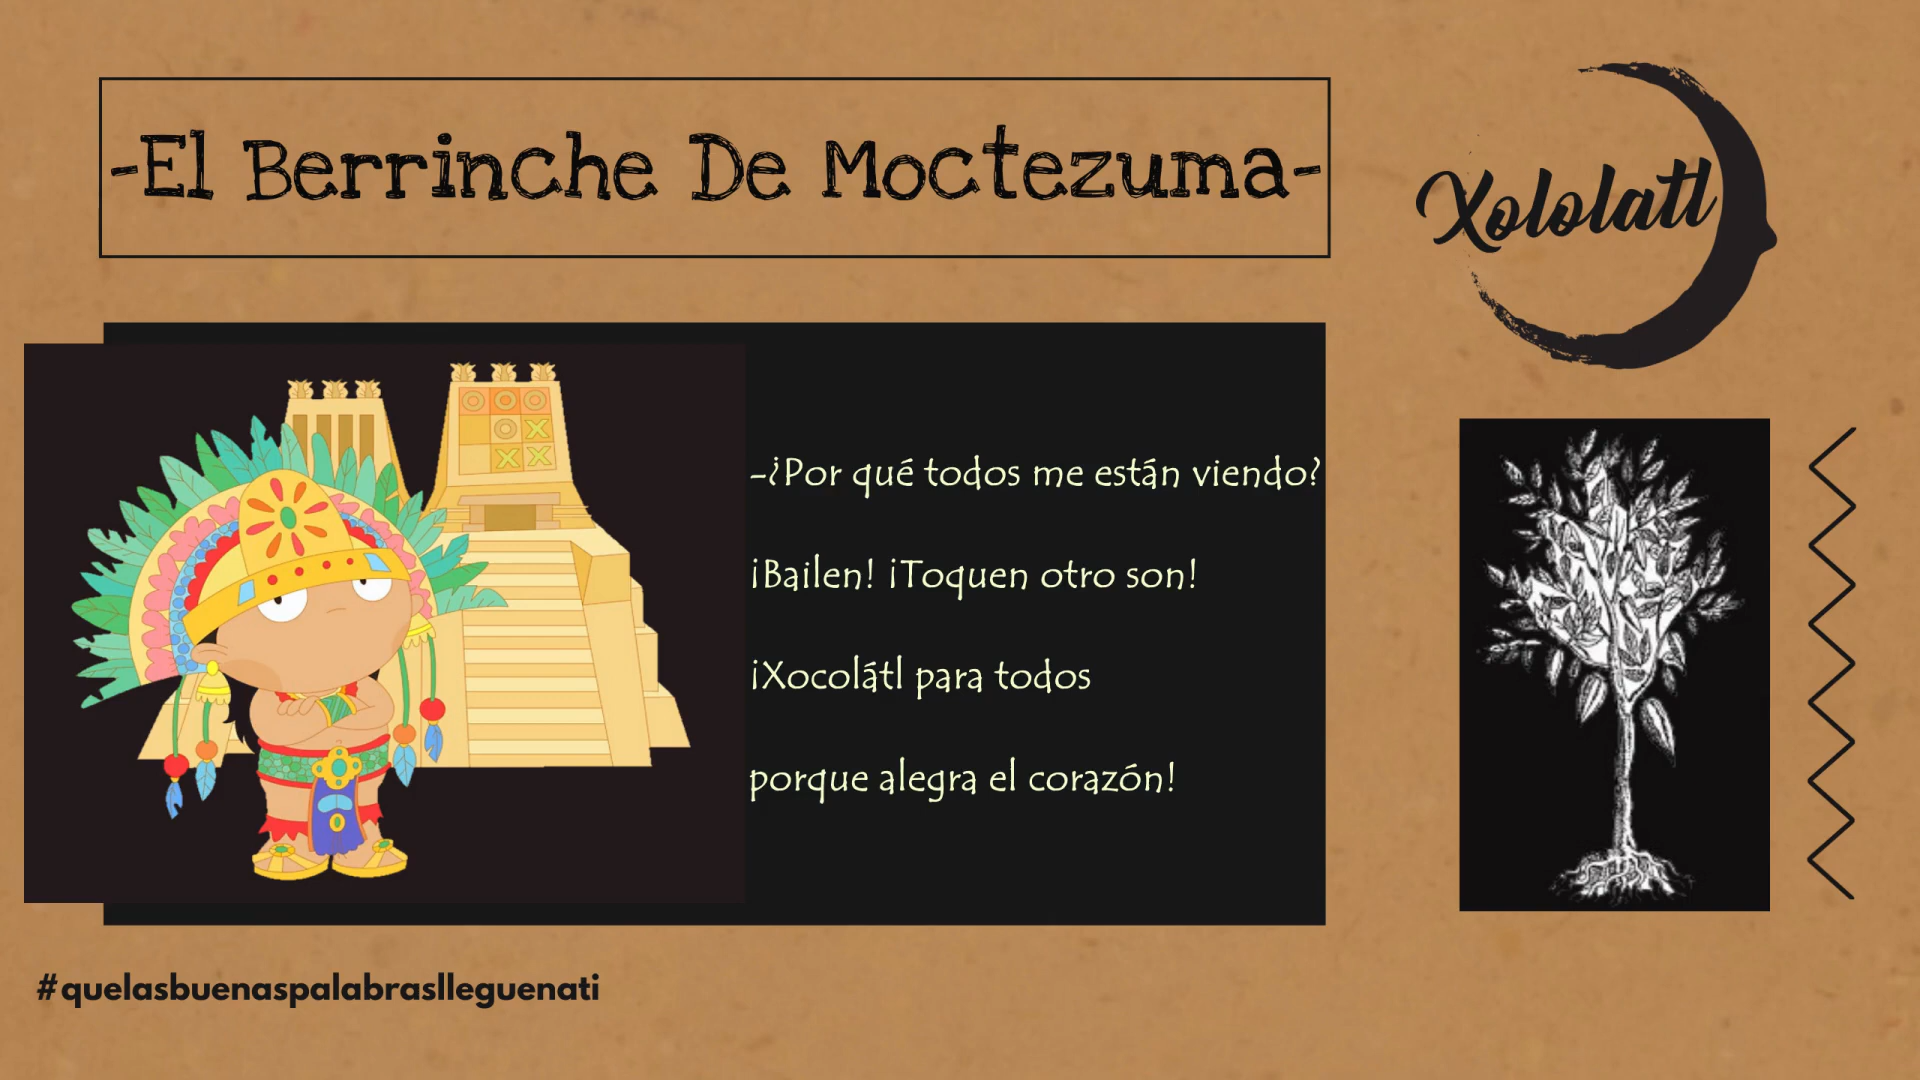 -El Berrinche De Moctezuma-
Xololatl
-¿Por qué todos me están viendo?
¡Bailen! ¡Toquen otro son!
¡Xocolátl para todos
porque alegra el corazón!
#quelasbuenaspalabraslleguenati